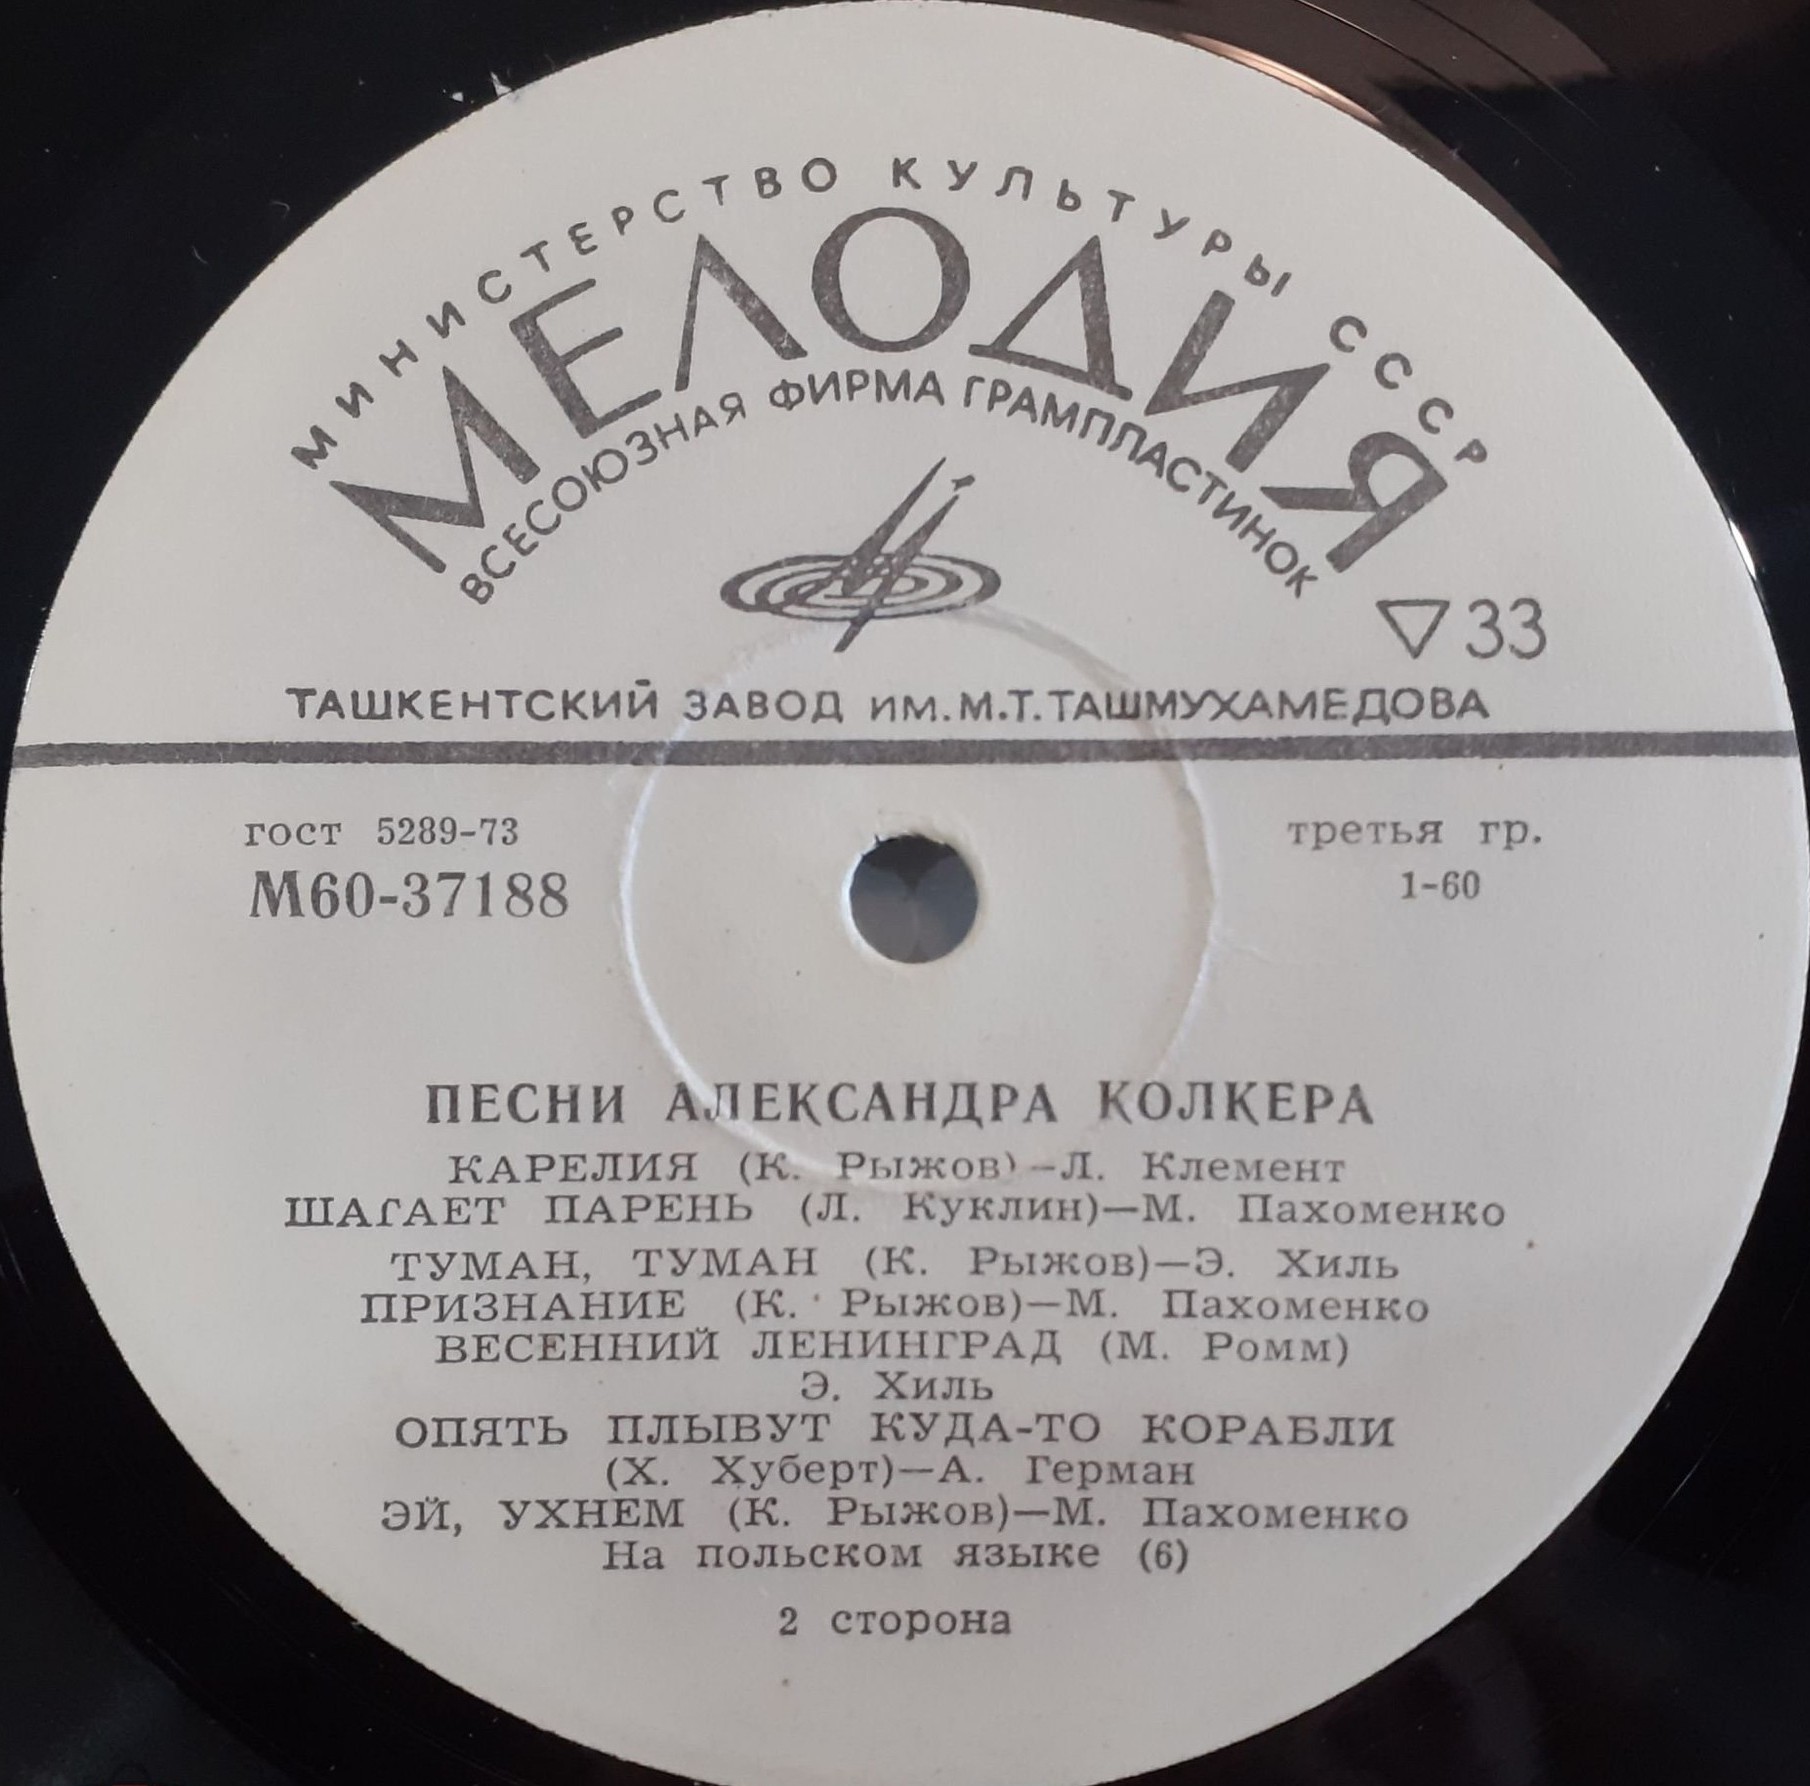 МИНИСТЕРСТВО КУЛЬТУРЫ СССР
МЕЛОДИЯ
ВСЕСОЮЗНАЯ ФИРМА ГРАМПЛАСТИНОК
33
ТАШКЕНТСКИЙ ЗАВОД ИМ. М.Т. ТАШМУХАМЕДОВА
гост 5289-73
третья гр.
М60-37188
1-60
ПЕСНИ АЛЕКСАНДРА КОЛКЕРА
КАРЕЛИЯ (К. Рыжов)—Л. Клемент
ШАГАЕТ ПАРЕНЬ (Л. Куклин)—М. Пахоменко
ТУМАН, ТУМАН (К. Рыжов)—Э. Хиль
ПРИЗНАНИЕ (К. Рыжов)—М. Пахоменко
ВЕСЕННИЙ ЛЕНИНГРАД (М. Ромм)
Э. Хиль
ОПЯТЬ ПЛЫВУТ КУДА-ТО КОРАБЛИ
(Х. Хуберт)—А. Герман
ЭЙ, УХНЕМ (К. Рыжов)—М. Пахоменко
На польском языке (6)
2 сторона